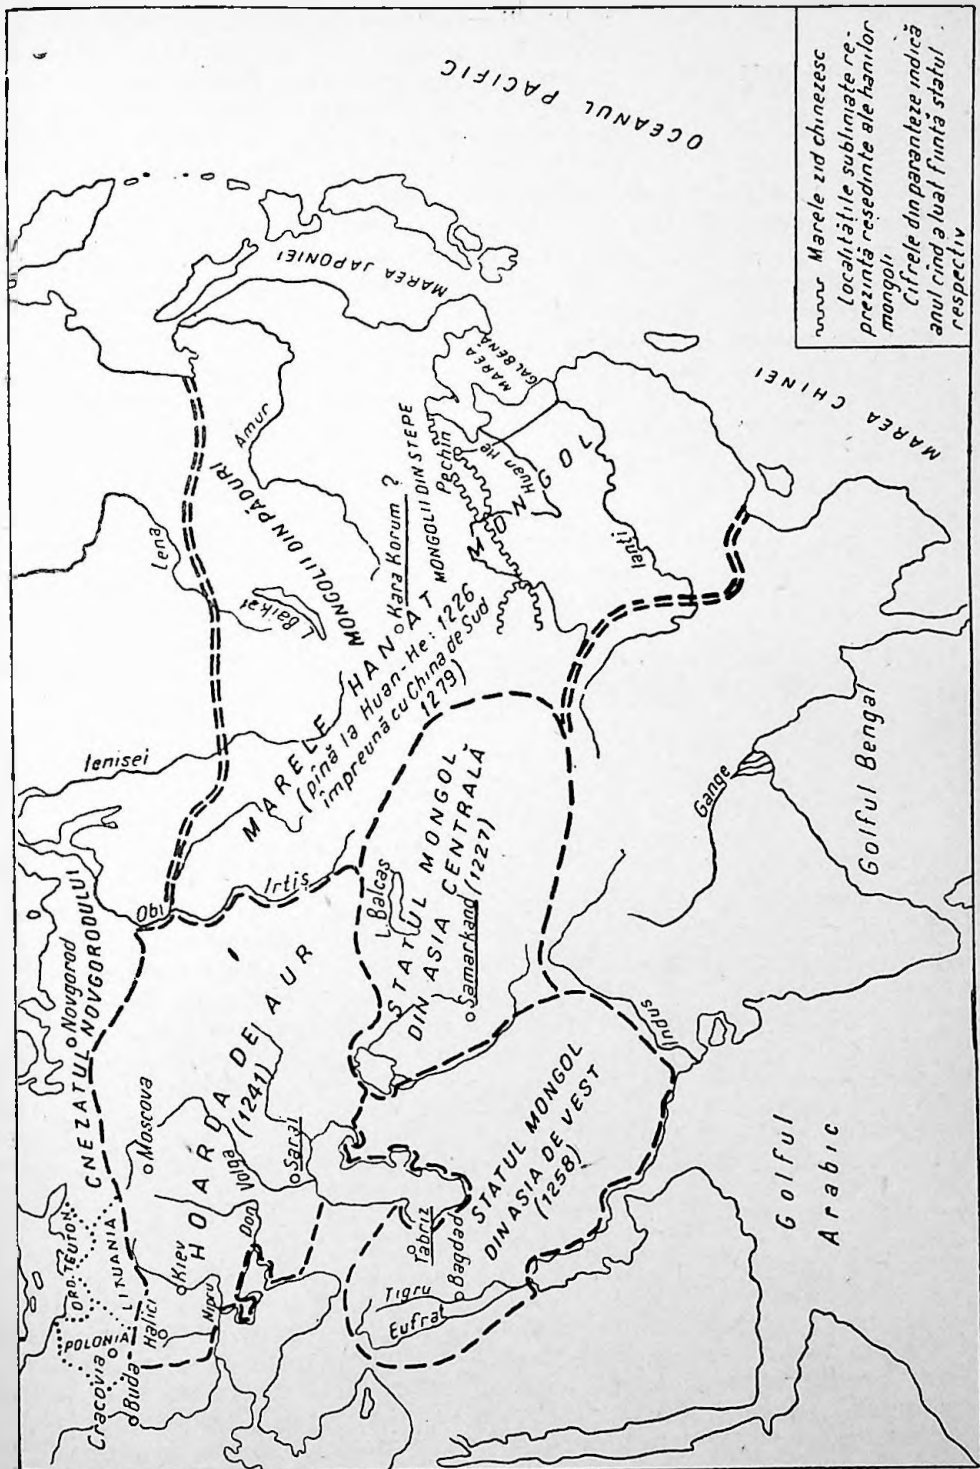 OCEANUL PACIFIC
MAREA JAPONIEI
MAREA
GALBENĂ
MAREA CHINEI
Amur
Lena
L. Baikal
MONGOLII DIN PĂDURI
Kara Korum ?
MONGOLII DIN STEPE
Pechin
Huan He
MONGOL
Ianțî
MARELE HANAT
(pînă la Huan-He: 1226
împreună cu China de Sud
1279)
Ienisei
Obi
Irtiș
L. Balcaș
STATUL MONGOL
DIN ASIA CENTRALĂ
Samarkand (1227)
Gange
Golful Bengal
Indus
CNEZATUL NOVGORODULUI
Novgorod
Moscova
HOARDA DE AUR
(1241)
Volga
Sarai
Don
Kiev
Nipru
ORD. TEUTON
LITUANIA
POLONIA
Halici
Cracovia
Buda
Tabriz
Bagdad
Tigru
Eufrat
STATUL MONGOL
DIN ASIA DE VEST
(1258)
Golful
Arabic
Marele zid chinezesc
Localitățile subliniate re-
prezintă reședințe ale hanilor
mongoli
Cifrele din paranteze indică
anul cînd a luat ființă statul
respectiv